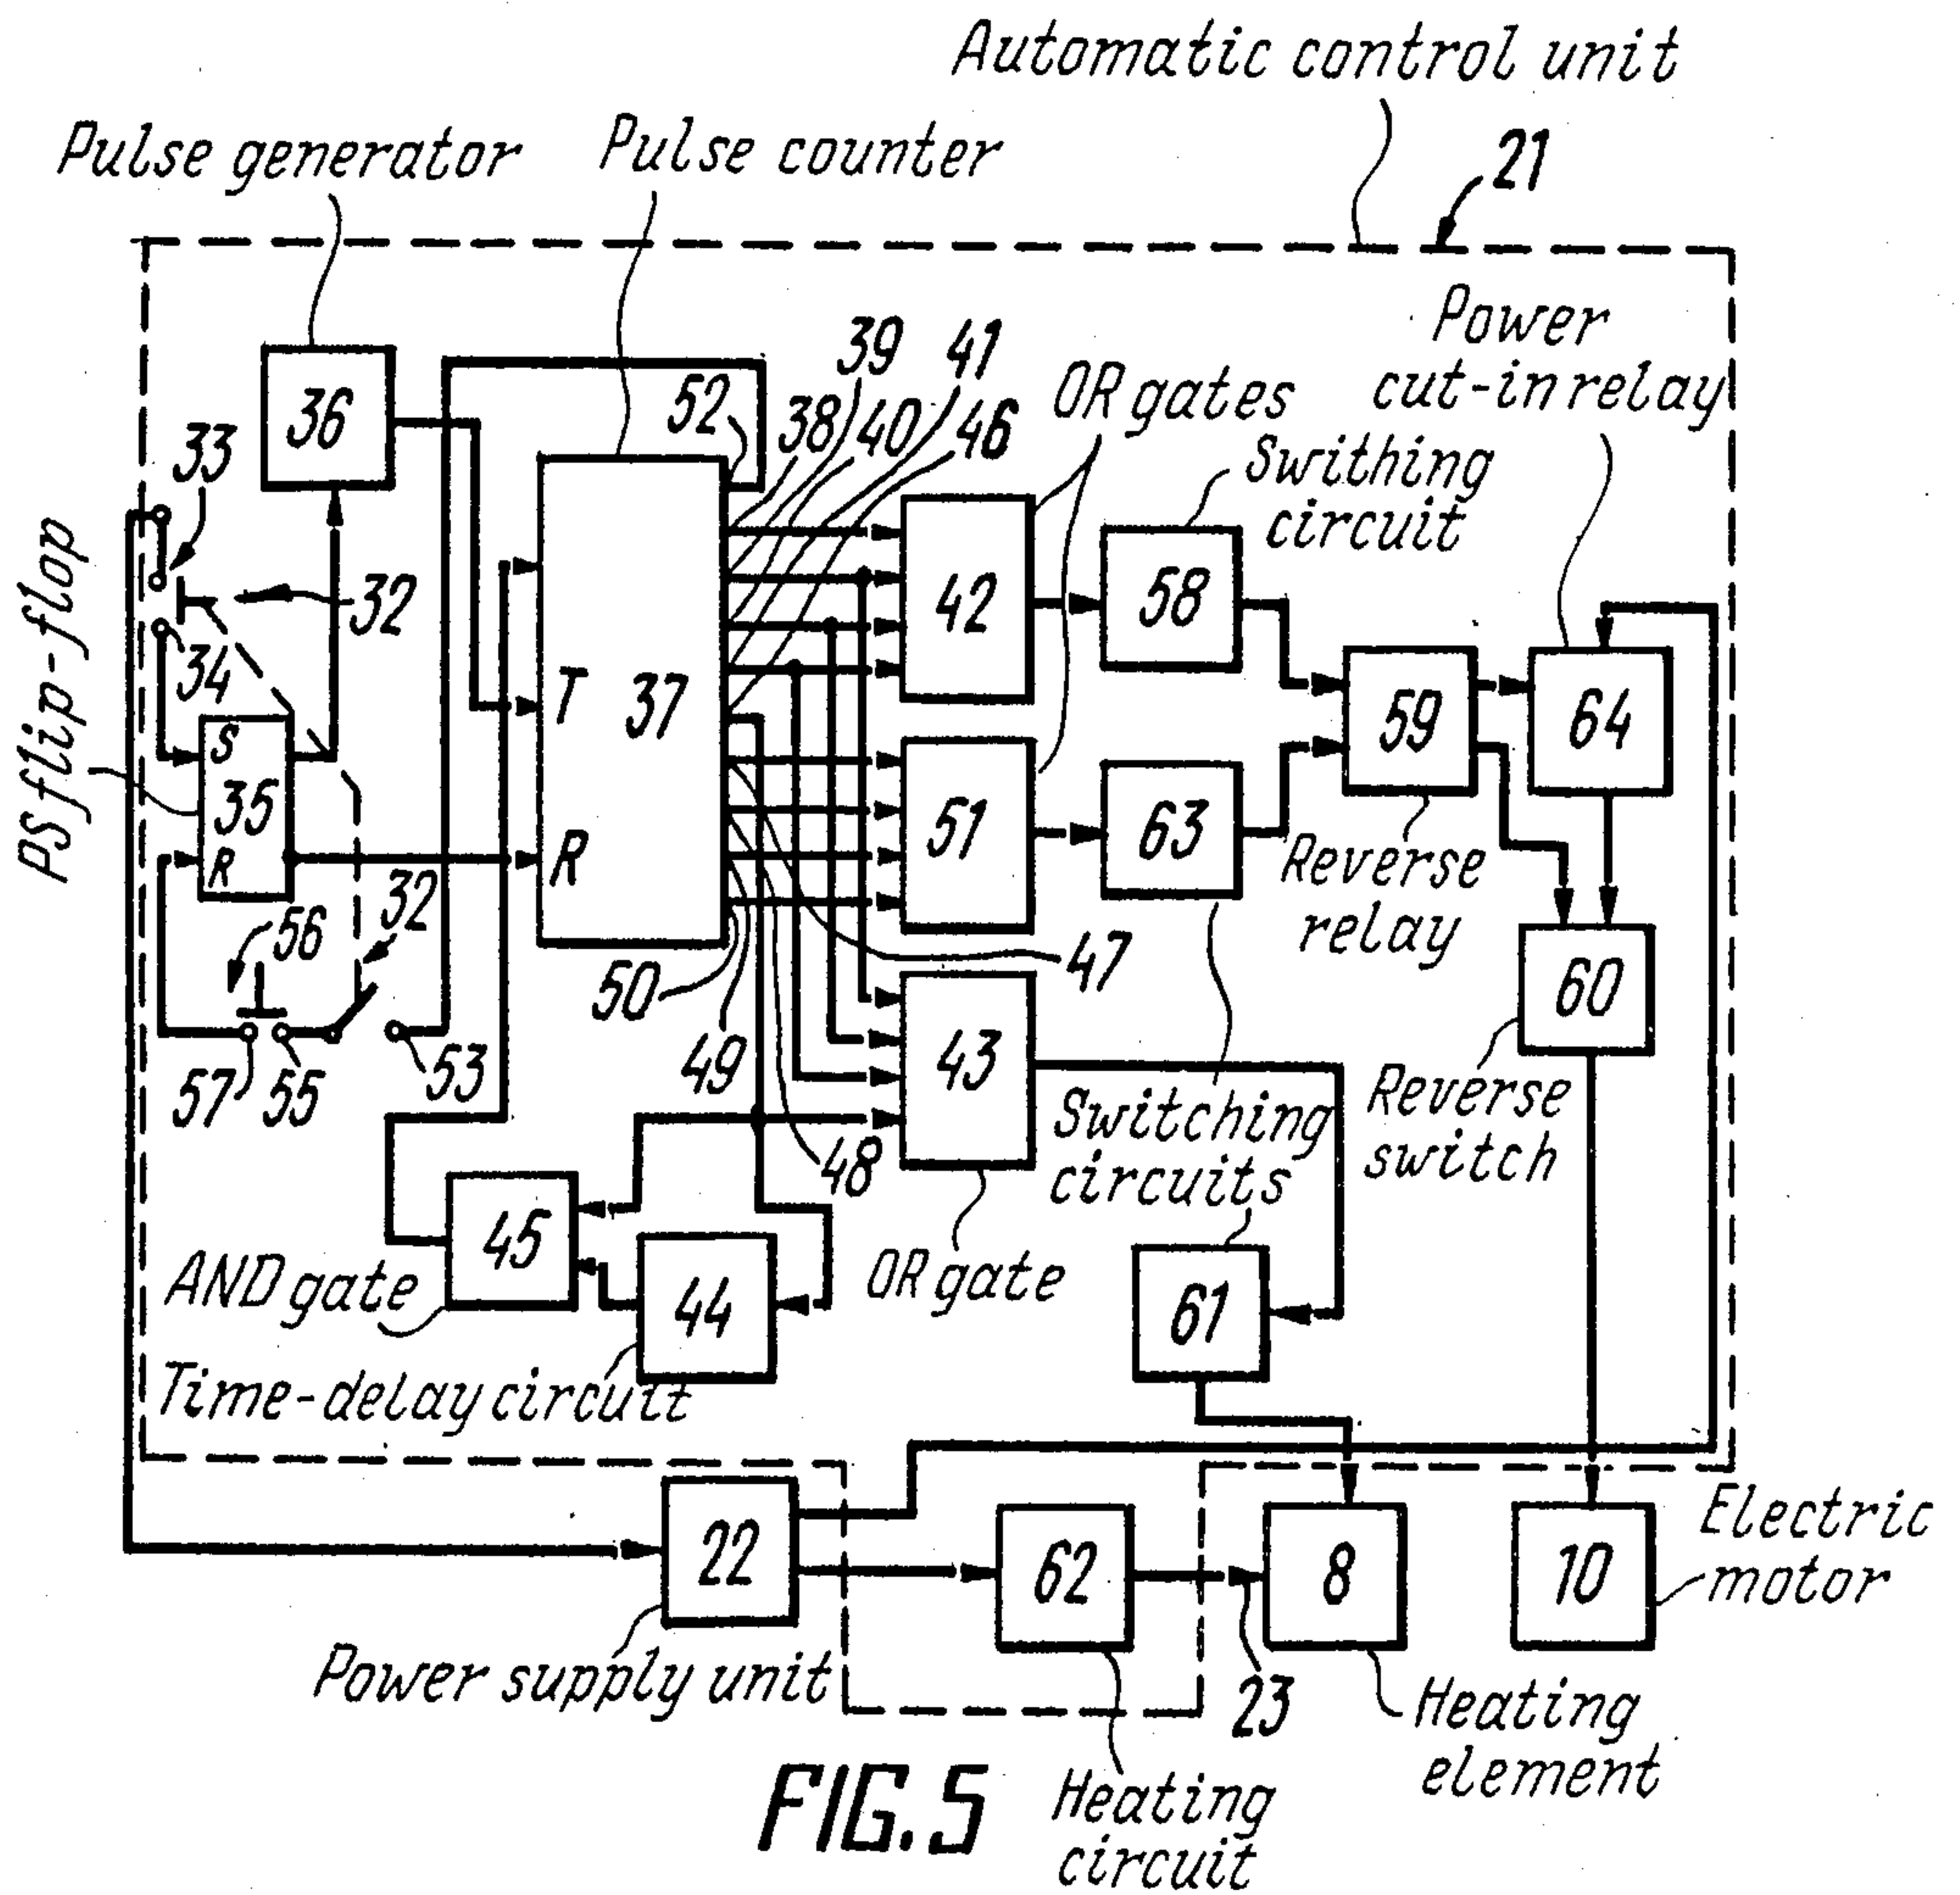 Automatic control unit
21
Pulse generator
Pulse counter
Power
cut-in relay
OR gates
Swithing
circuit
39
41
38
40
46
52
36
33
32
34
PS flip-flop
S
35
R
T
37
R
42
58
59
64
51
63
Reverse
relay
60
Reverse
switch
32
56
57
55
53
50
49
48
47
43
Switching
circuits
45
AND gate
44
Time-delay circuit
OR gate
61
22
Power supply unit
62
Heating
circuit
23
8
Heating
element
10
Electric
motor
FIG. 5